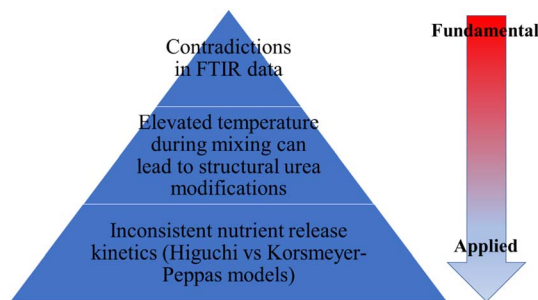 Contradictions
in FTIR data
Elevated temperature
during mixing can
lead to structural urea
modifications
Inconsistent nutrient release
kinetics (Higuchi vs Korsmeyer-
Peppas models)
Fundamental
Applied